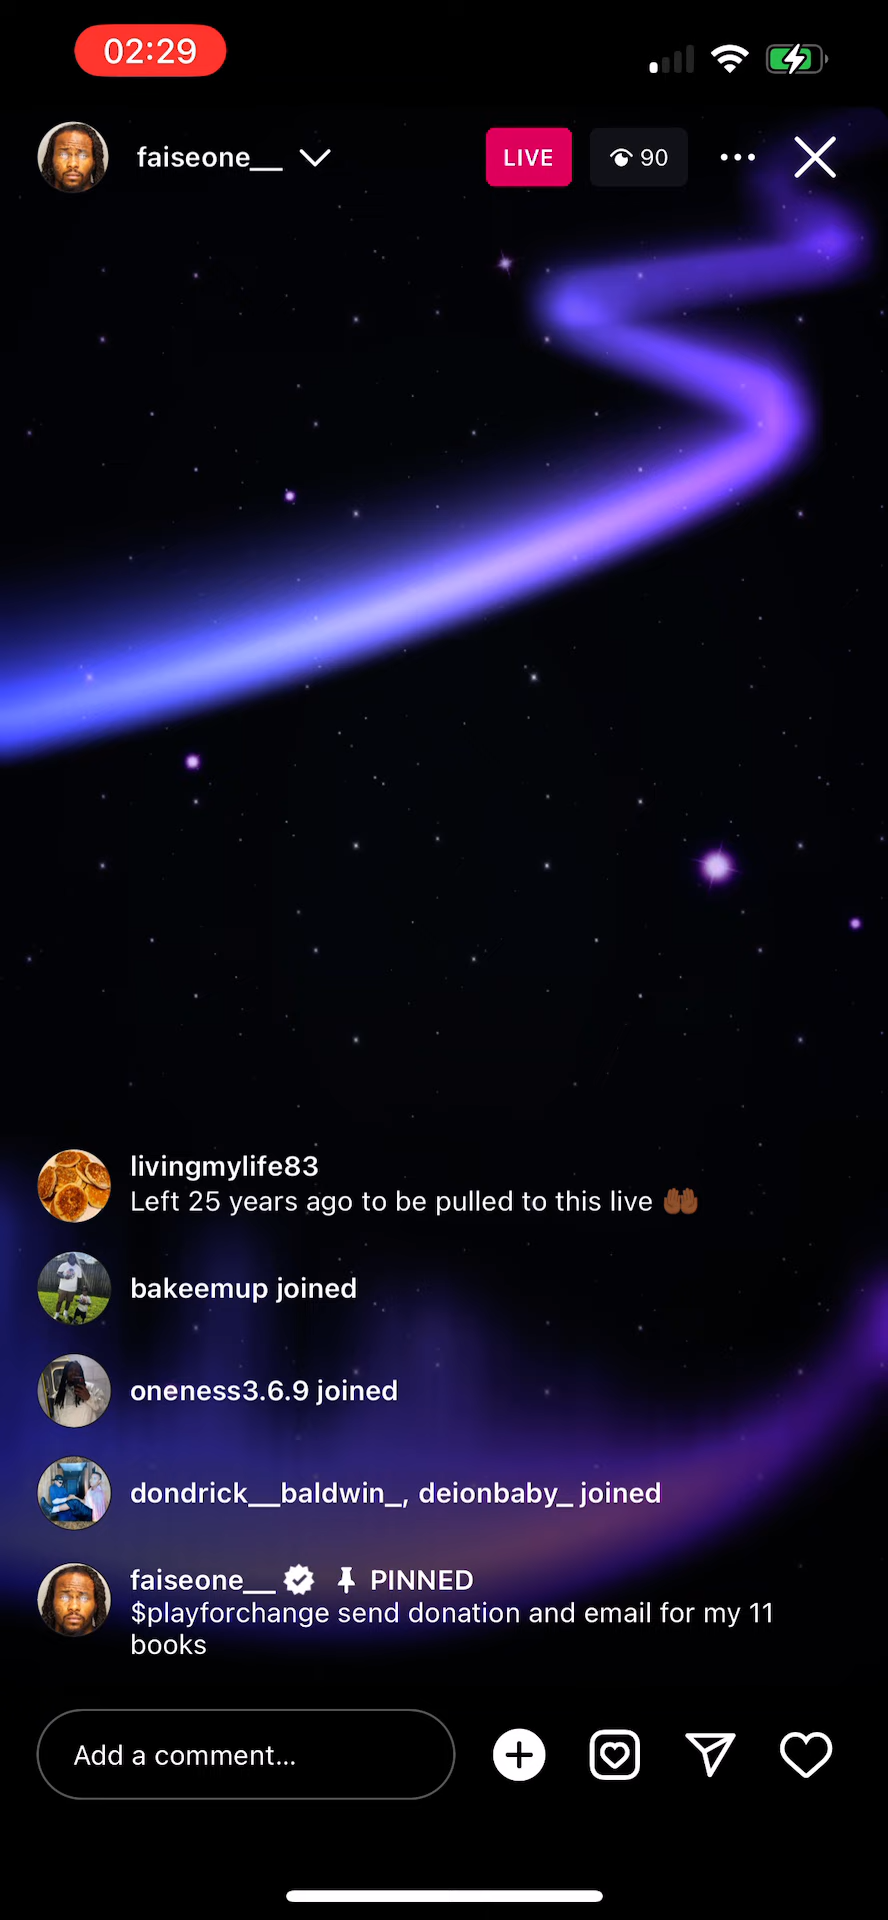 02:29
faiseone__
LIVE
90
livingmylife83
Left 25 years ago to be pulled to this live 🤲🏾
bakeemup joined
oneness3.6.9 joined
dondrick__baldwin_, deionbaby_ joined
faiseone__ PINNED
$playforchange send donation and email for my 11
books
Add a comment...